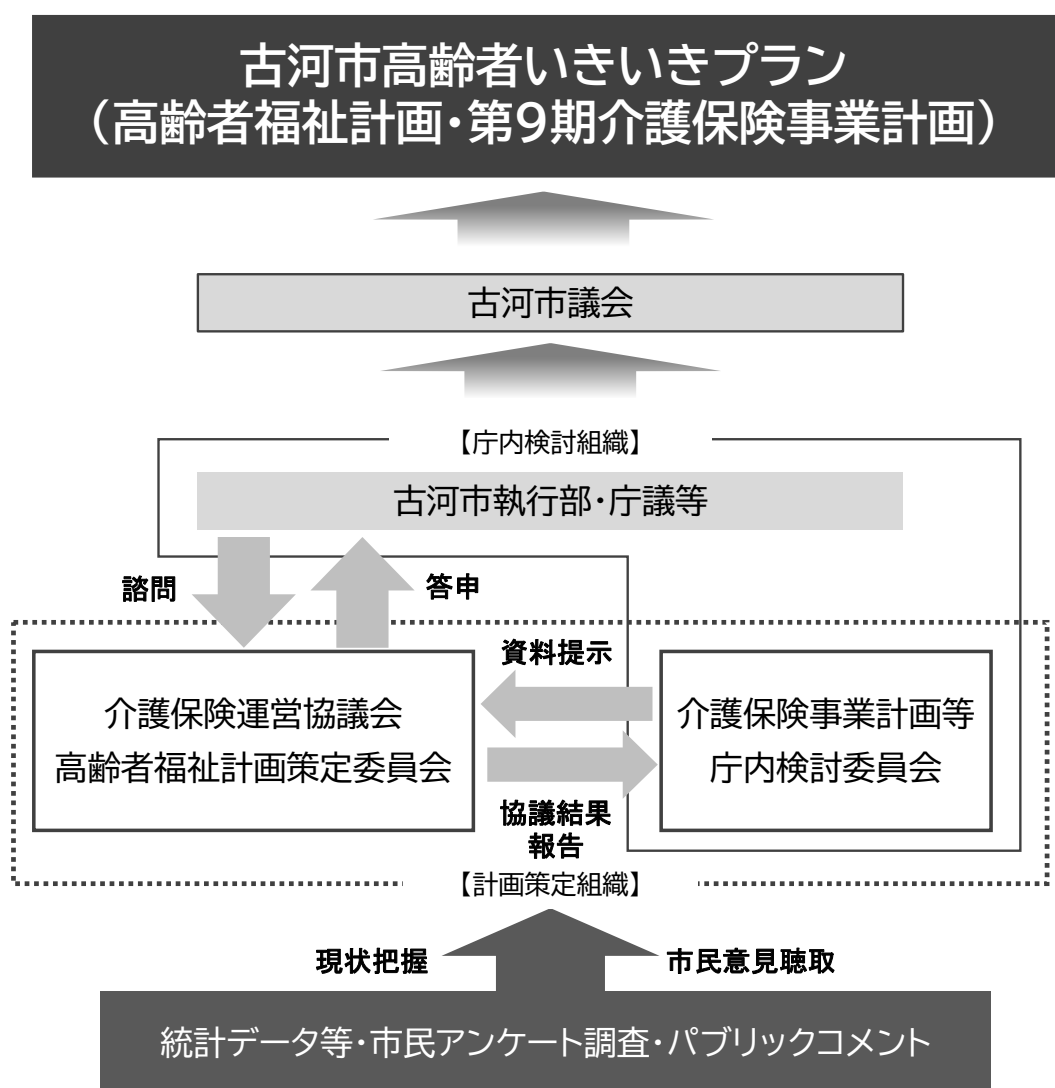 古河市高齢者いきいきプラン
（高齢者福祉計画・第9期介護保険事業計画）
古河市議会
【庁内検討組織】
古河市執行部・庁議等
諮問
答申
資料提示
介護保険運営協議会
高齢者福祉計画策定委員会
介護保険事業計画等
庁内検討委員会
協議結果
報告
【計画策定組織】
現状把握
市民意見聴取
統計データ等・市民アンケート調査・パブリックコメント